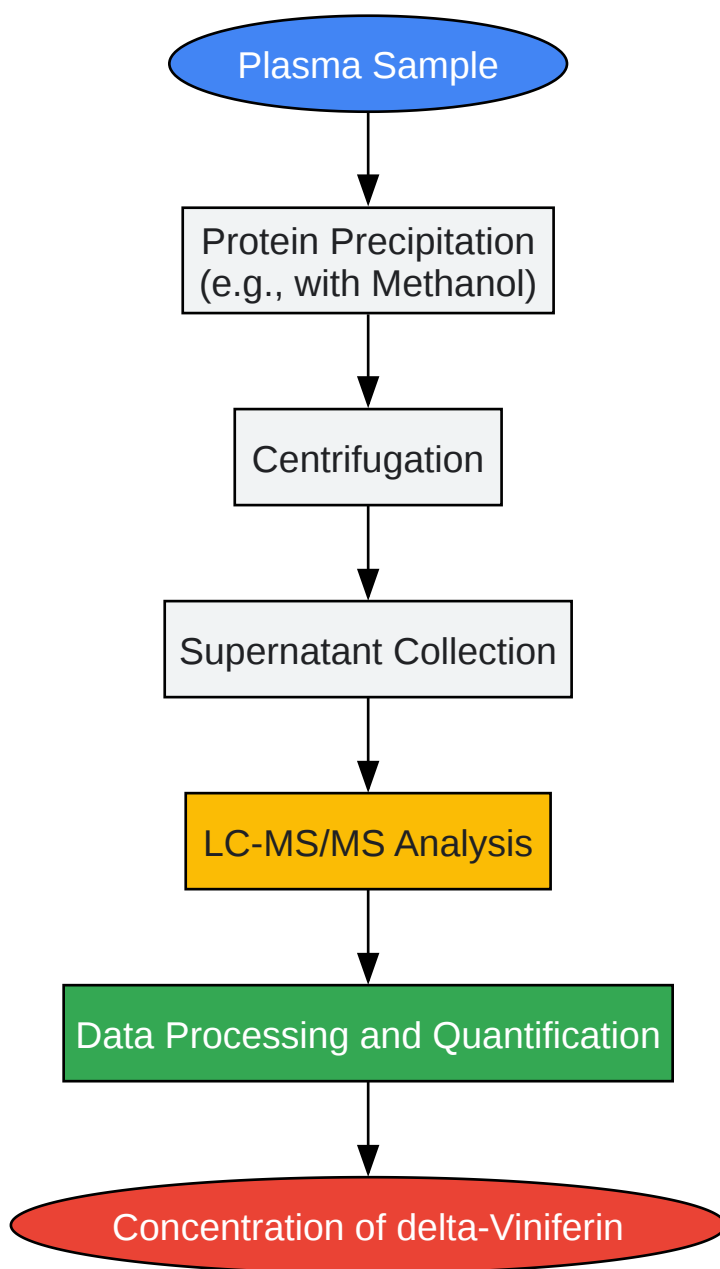 Plasma Sample
Protein Precipitation
(e.g., with Methanol)
Centrifugation
Supernatant Collection
LC-MS/MS Analysis
Data Processing and Quantification
Concentration of delta-Viniferin